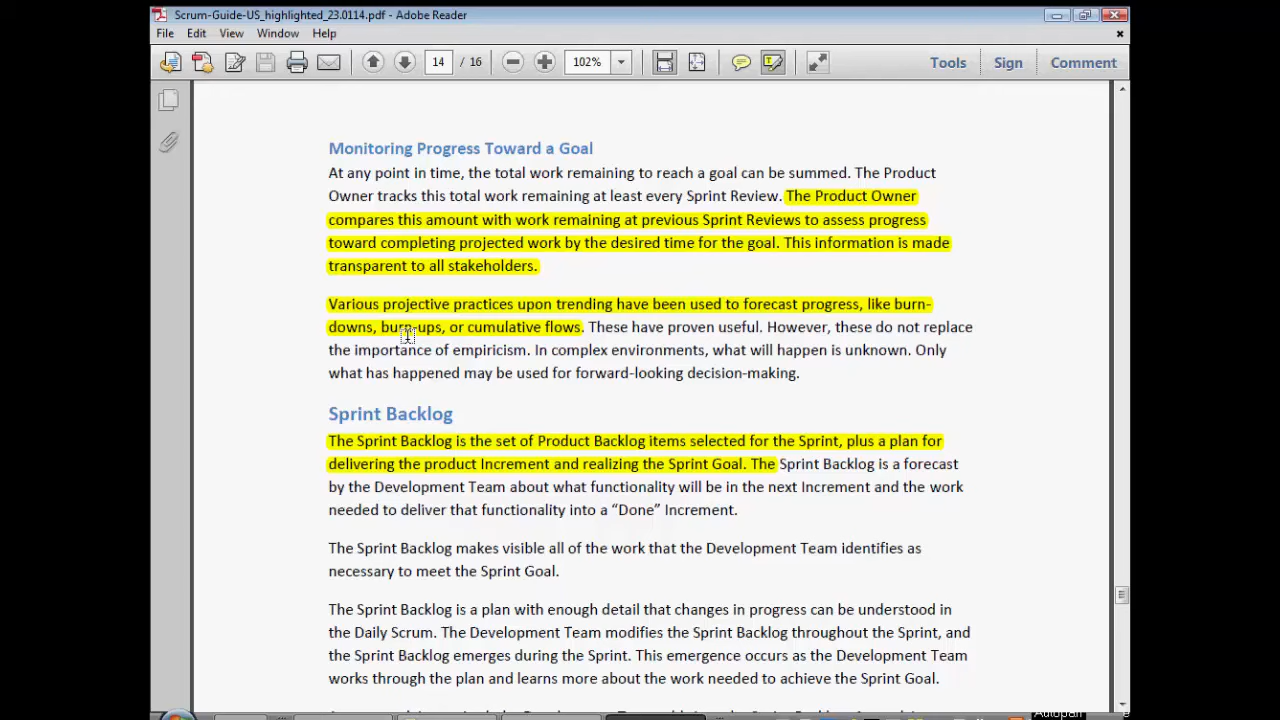 Scrum-Guide-US_highlighted_23.0114.pdf - Adobe Reader
File Edit View Window Help
14 / 16 102% Tools Sign Comment
Monitoring Progress Toward a Goal
At any point in time, the total work remaining to reach a goal can be summed. The Product
Owner tracks this total work remaining at least every Sprint Review. The Product Owner
compares this amount with work remaining at previous Sprint Reviews to assess progress
toward completing projected work by the desired time for the goal. This information is made
transparent to all stakeholders.
Various projective practices upon trending have been used to forecast progress, like burn-
downs, burn-ups, or cumulative flows. These have proven useful. However, these do not replace
the importance of empiricism. In complex environments, what will happen is unknown. Only
what has happened may be used for forward-looking decision-making.
Sprint Backlog
The Sprint Backlog is the set of Product Backlog items selected for the Sprint, plus a plan for
delivering the product Increment and realizing the Sprint Goal. The Sprint Backlog is a forecast
by the Development Team about what functionality will be in the next Increment and the work
needed to deliver that functionality into a “Done” Increment.
The Sprint Backlog makes visible all of the work that the Development Team identifies as
necessary to meet the Sprint Goal.
The Sprint Backlog is a plan with enough detail that changes in progress can be understood in
the Daily Scrum. The Development Team modifies the Sprint Backlog throughout the Sprint, and
the Sprint Backlog emerges during the Sprint. This emergence occurs as the Development Team
works through the plan and learns more about the work needed to achieve the Sprint Goal.